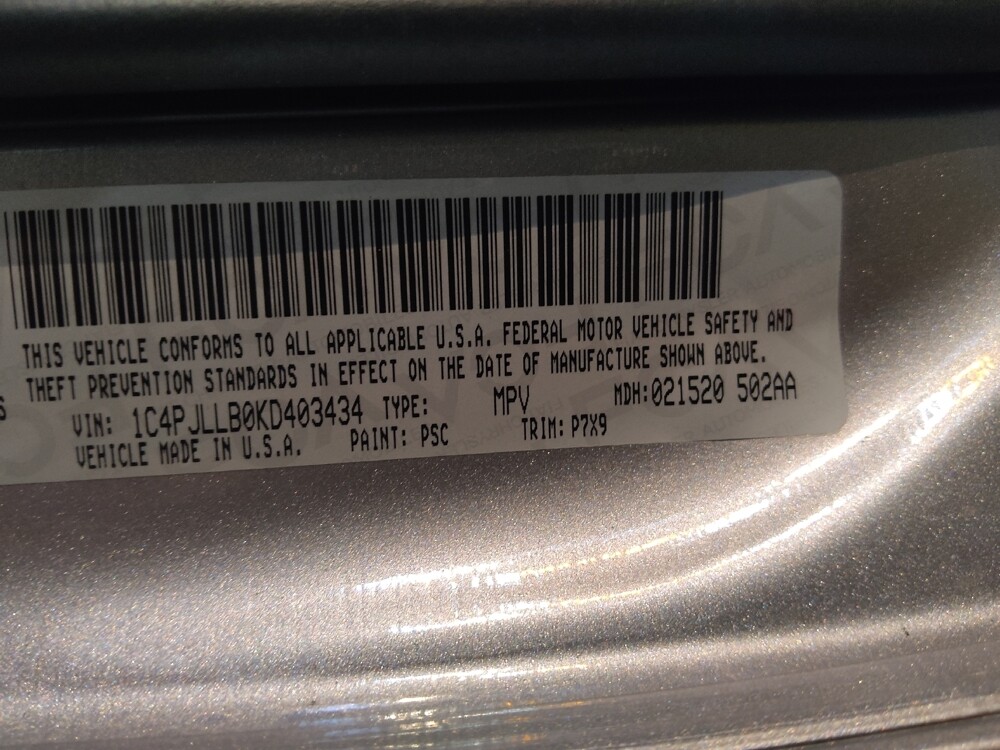 THIS VEHICLE CONFORMS TO ALL APPLICABLE U.S.A. FEDERAL MOTOR VEHICLE SAFETY AND
THEFT PREVENTION STANDARDS IN EFFECT ON THE DATE OF MANUFACTURE SHOWN ABOVE.
VIN: 1C4PJLLB0KD403434 TYPE: MPV MDH:021520 502AA
VEHICLE MADE IN U.S.A. PAINT: PSC TRIM: P7X9